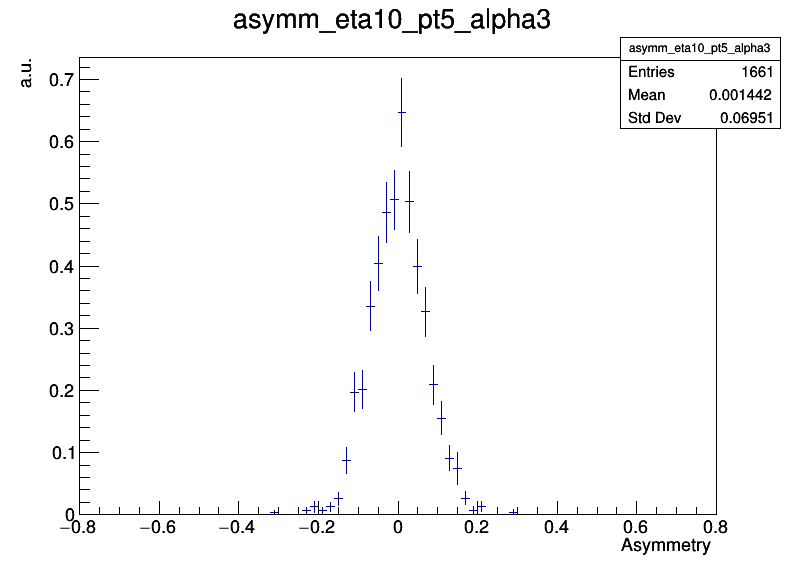 asymm_eta10_pt5_alpha3
asymm_eta10_pt5_alpha3
Entries 1661
Mean 0.001442
Std Dev 0.06951
a.u.
0.7
0.6
0.5
0.4
0.3
0.2
0.1
0
−0.8 −0.6 −0.4 −0.2 0 0.2 0.4 0.6 0.8
Asymmetry